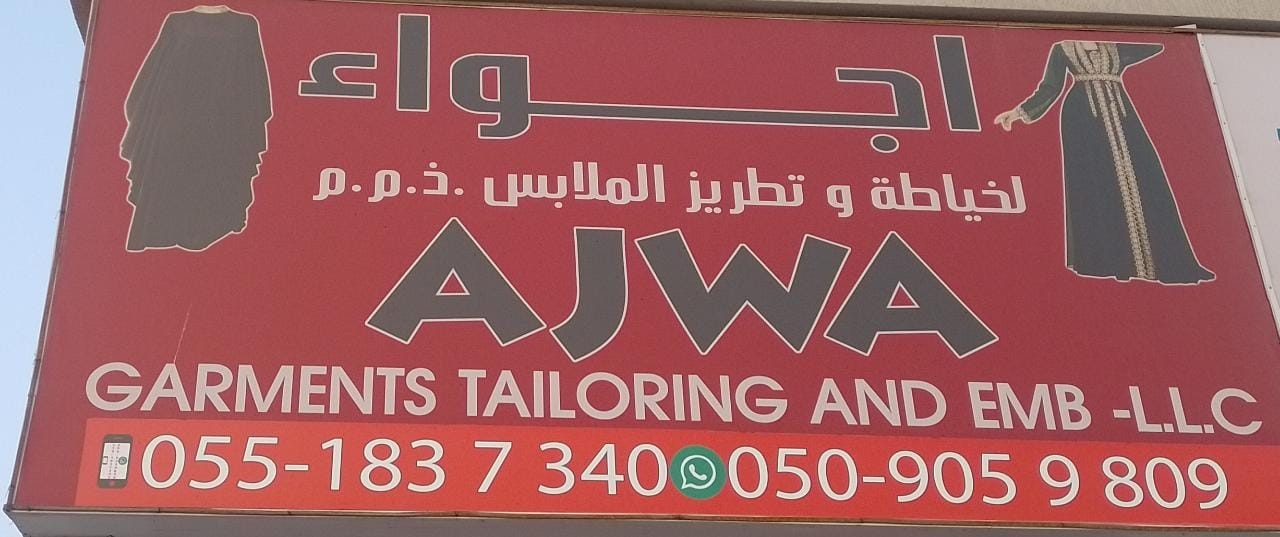 اجواء
لخياطة و تطريز الملابس .ذ.م.م
AJWA
GARMENTS TAILORING AND EMB -L.L.C
055-183 7 340 050-905 9 809